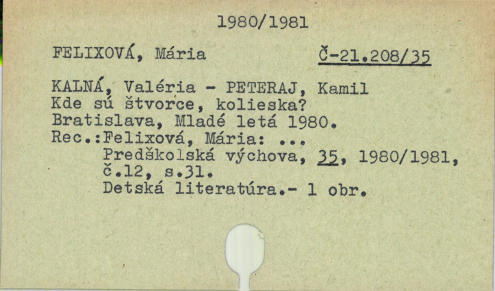 1980/1981
FELIXOVÁ, Mária Č-21.208/35
KALNÁ, Valéria - PETERAJ, Kamil
Kde sú štvorce, kolieska?
Bratislava, Mladé letá 1980.
Rec.:Felixová, Mária: ...
Predškolská výchova, 35, 1980/1981,
č.12, s.31.
Detská literatúra.- 1 obr.